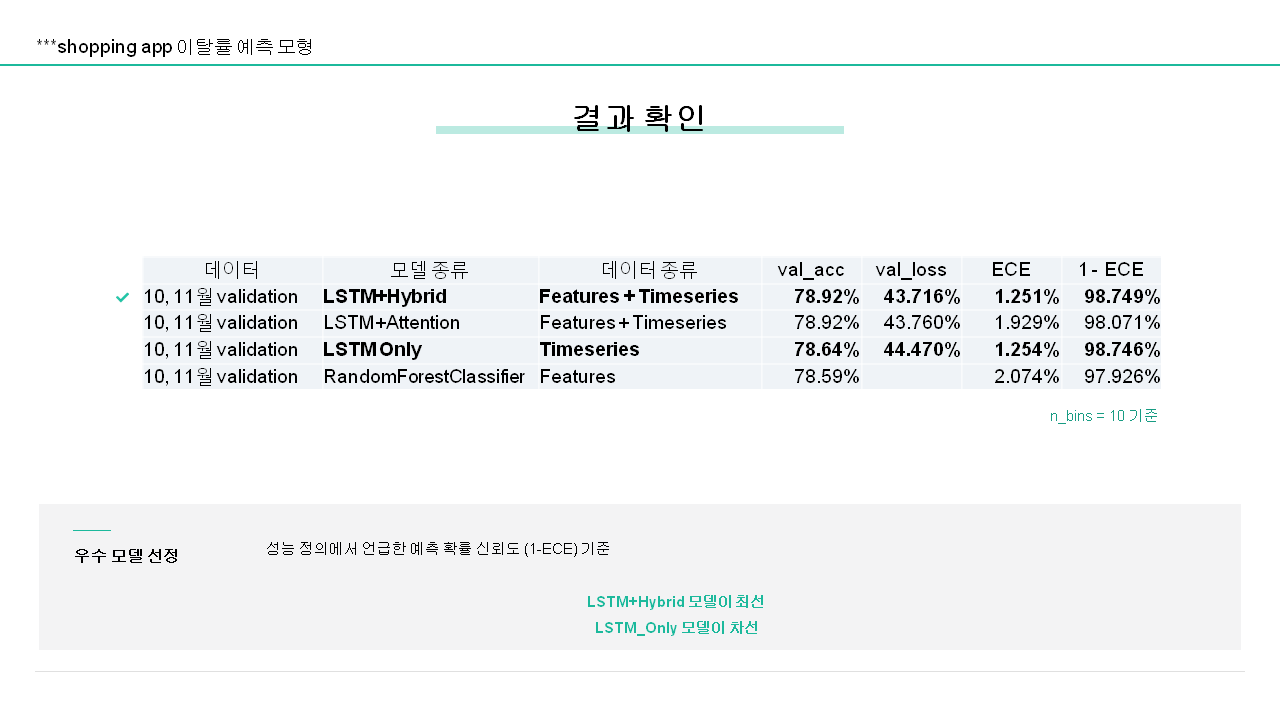 ***shopping app 이탈률 예측 모형
결과 확인
데이터 모델 종류 데이터 종류 val_acc val_loss ECE 1 - ECE
10, 11월 validation LSTM+Hybrid Features + Timeseries 78.92% 43.716% 1.251% 98.749%
10, 11월 validation LSTM+Attention Features + Timeseries 78.92% 43.760% 1.929% 98.071%
10, 11월 validation LSTM Only Timeseries 78.64% 44.470% 1.254% 98.746%
10, 11월 validation RandomForestClassifier Features 78.59% 2.074% 97.926%
n_bins = 10 기준
우수 모델 선정
성능 정의에서 언급한 예측 확률 신뢰도 (1-ECE) 기준
LSTM+Hybrid 모델이 최선
LSTM_Only 모델이 차선